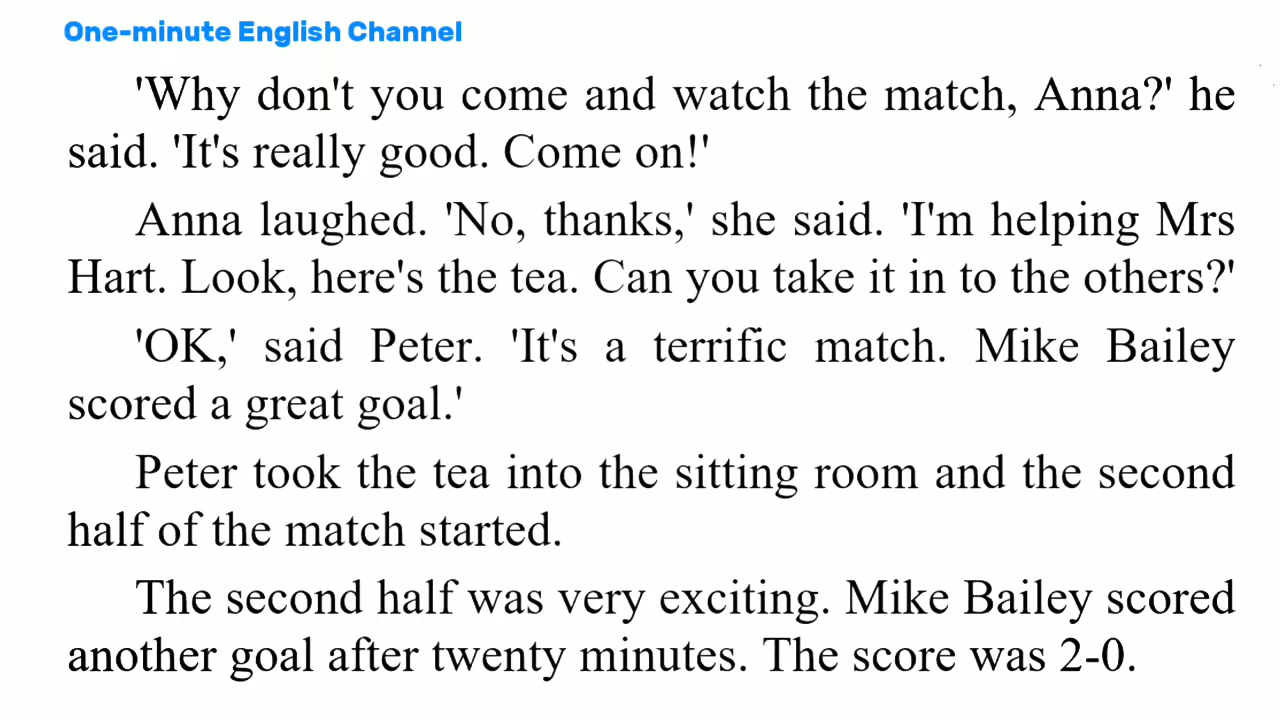 One-minute English Channel
'Why don't you come and watch the match, Anna?' he
said. 'It's really good. Come on!'
Anna laughed. 'No, thanks,' she said. 'I'm helping Mrs
Hart. Look, here's the tea. Can you take it in to the others?'
'OK,' said Peter. 'It's a terrific match. Mike Bailey
scored a great goal.'
Peter took the tea into the sitting room and the second
half of the match started.
The second half was very exciting. Mike Bailey scored
another goal after twenty minutes. The score was 2-0.